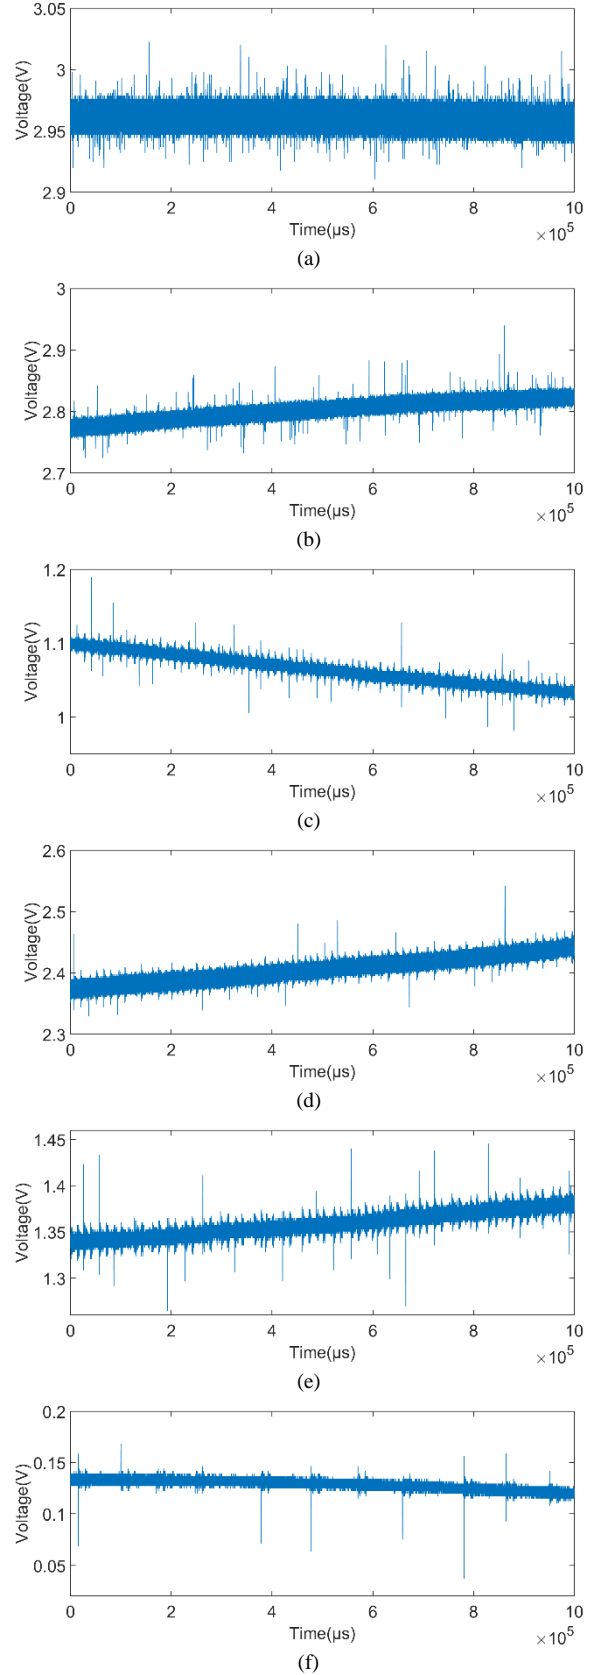 3.05
3
2.95
2.9
Voltage(V)
0 2 4 6 8 10
Time(μs)
×10^5
(a)
3
2.9
2.8
2.7
Voltage(V)
0 2 4 6 8 10
Time(μs)
×10^5
(b)
1.2
1.1
1
Voltage(V)
0 2 4 6 8 10
Time(μs)
×10^5
(c)
2.6
2.5
2.4
2.3
Voltage(V)
0 2 4 6 8 10
Time(μs)
×10^5
(d)
1.45
1.4
1.35
1.3
Voltage(V)
0 2 4 6 8 10
Time(μs)
×10^5
(e)
0.2
0.15
0.1
0.05
Voltage(V)
0 2 4 6 8 10
Time(μs)
×10^5
(f)